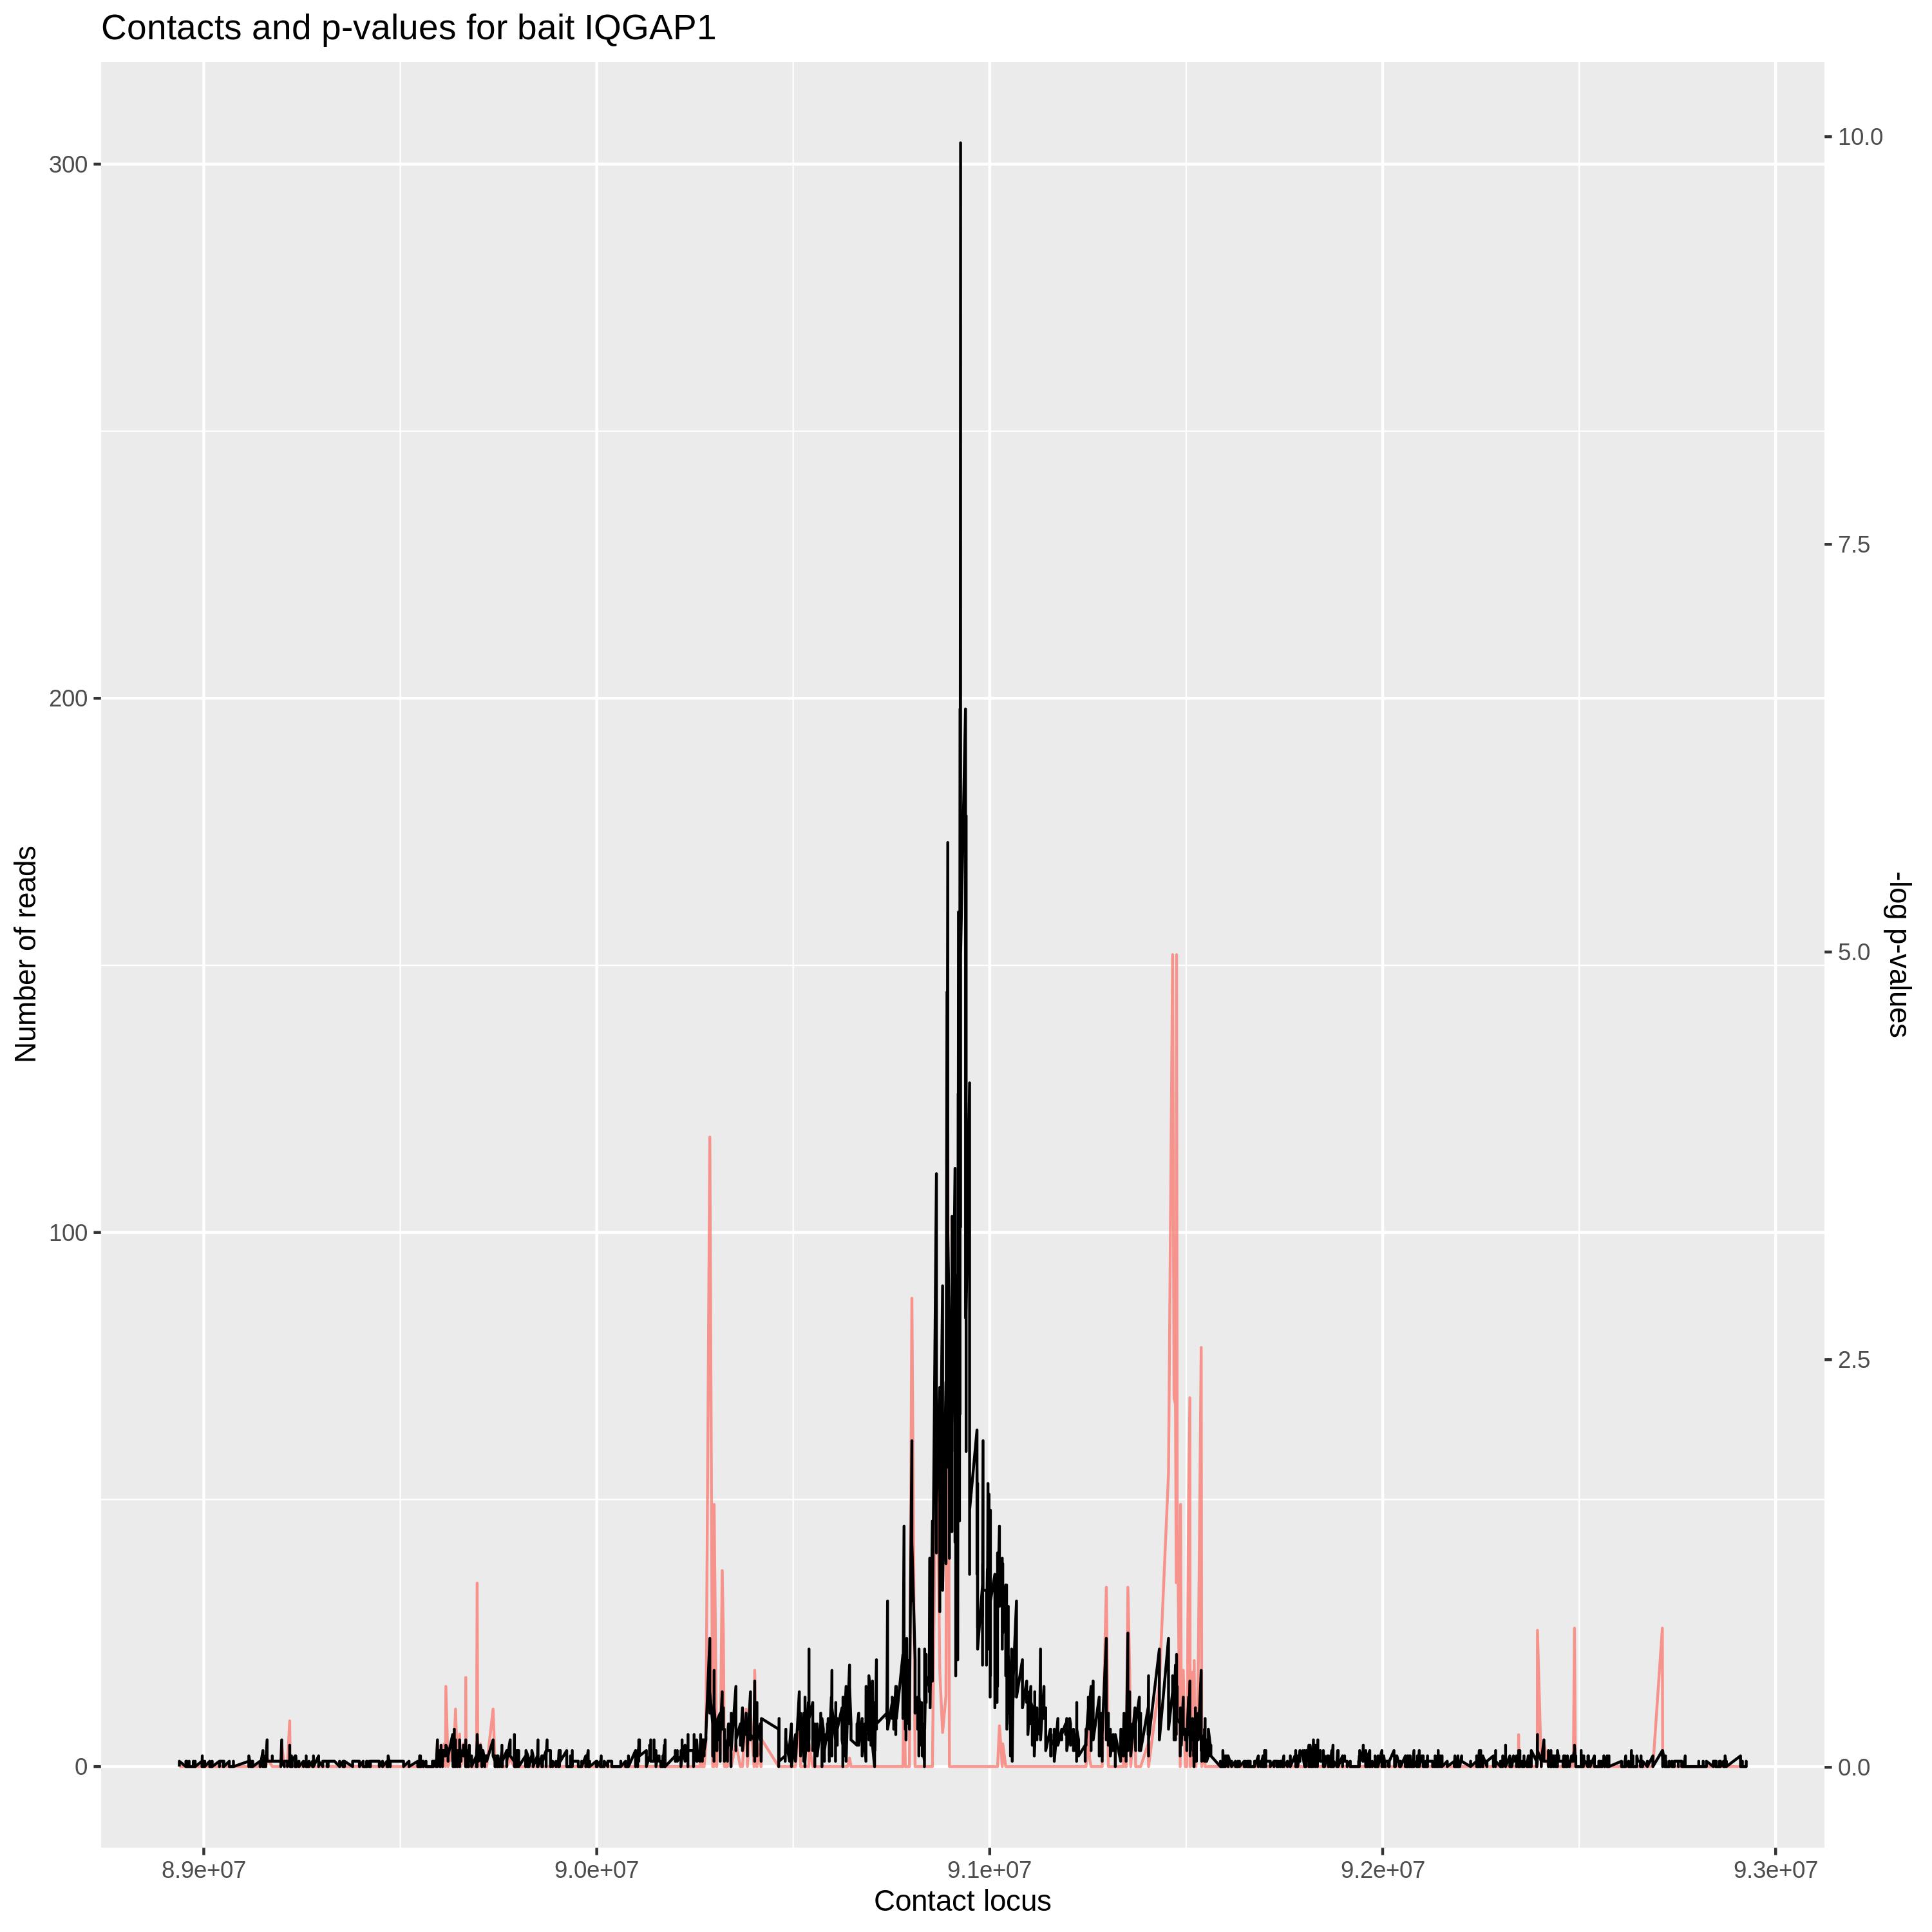 Contacts and p-values for bait IQGAP1
300
200
100
0
Number of reads
10.0
7.5
5.0
2.5
0.0
-log p-values
8.9e+07
9.0e+07
9.1e+07
9.2e+07
9.3e+07
Contact locus